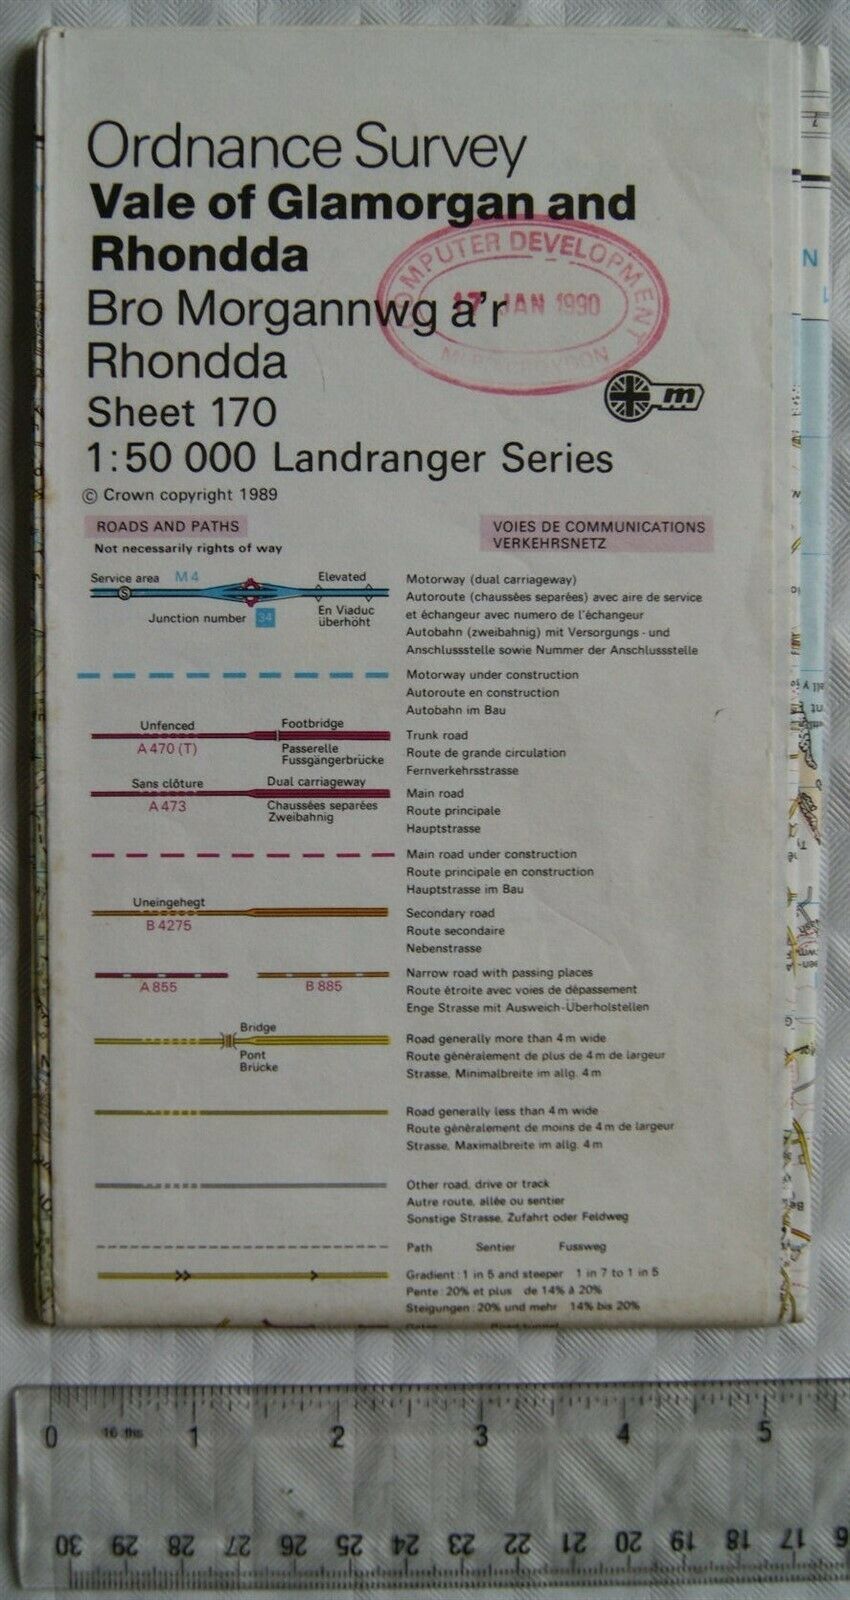 Ordnance Survey
Vale of Glamorgan and
Rhondda
Bro Morgannwg a'r
Rhondda
Sheet 170
1:50 000 Landranger Series
© Crown copyright 1989
COMPUTER DEVELOPMENT
17 JAN 1990
m
ROADS AND PATHS
Not necessarily rights of way
VOIES DE COMMUNICATIONS
VERKEHRSNETZ
Service area M4 Elevated
S
Junction number 34
En Viaduc
überhöht
Motorway (dual carriageway)
Autoroute (chaussées separées) avec aire de service
et échangeur avec numero de l'échangeur
Autobahn (zweibahnig) mit Versorgungs - und
Anschlussstelle sowie Nummer der Anschlussstelle
Motorway under construction
Autoroute en construction
Autobahn im Bau
Unfenced Footbridge
A 470 (T) Passerelle
Fussgängerbrücke
Trunk road
Route de grande circulation
Fernverkehrsstrasse
Sans clôture Dual carriageway
A 473 Chaussées separées
Zweibahnig
Main road
Route principale
Hauptstrasse
Main road under construction
Route principale en construction
Hauptstrasse im Bau
Uneingehegt
B 4275
Secondary road
Route secondaire
Nebenstrasse
A 855 B 885
Narrow road with passing places
Route étroite avec voies de dépassement
Enge Strasse mit Ausweich-Überholstellen
Bridge
Pont
Brücke
Road generally more than 4 m wide
Route généralement de plus de 4 m de largeur
Strasse, Minimalbreite im allg. 4 m
Road generally less than 4 m wide
Route généralement de moins de 4 m de largeur
Strasse, Maximalbreite im allg. 4 m
Other road, drive or track
Autre route, allée ou sentier
Sonstige Strasse, Zufahrt oder Feldweg
Path Sentier Fussweg
Gradient: 1 in 5 and steeper 1 in 7 to 1 in 5
Pente: 20% et plus de 14% à 20%
Steigungen: 20% und mehr 14% bis 20%
0 16 ths 1 2 3 4 5
30 29 28 27 26 25 24 23 22 21 20 19 18 17